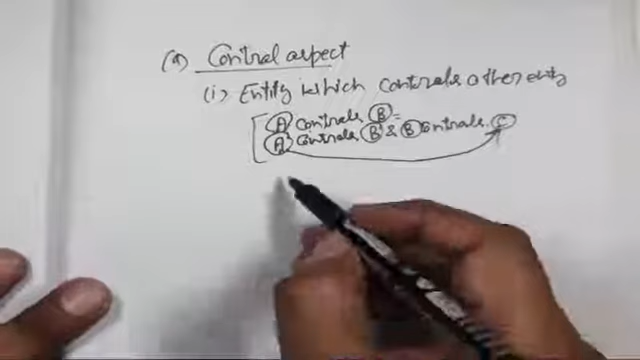 (a) Control aspect
(i) Entity which controls other entity
A controls B =
A controls B & B controls C